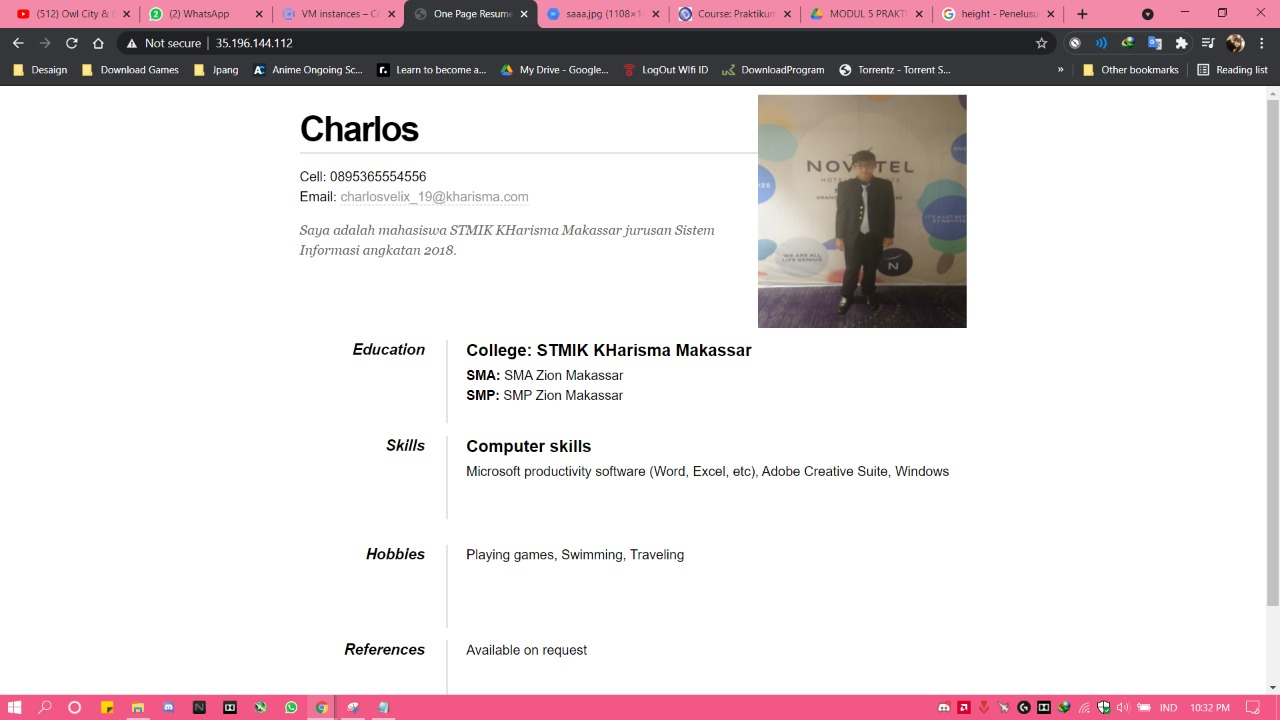 (512) Owl City &
(2) WhatsApp
VM instances – C
One Page Resume
saaa.jpg (1108×1
Course: Praktikum
MODUL 5 PRAKT
height - Penelusu
Not secure | 35.196.144.112
Desaign
Download Games
Jpang
Anime Ongoing Sc...
Learn to become a...
My Drive - Google...
LogOut WIfi ID
DownloadProgram
Torrentz - Torrent S...
»
Other bookmarks
Reading list
Charlos
Cell: 0895365554556
Email: charlosvelix_19@kharisma.com
Saya adalah mahasiswa STMIK KHarisma Makassar jurusan Sistem
Informasi angkatan 2018.
NOVOTEL
WE ARE ALL
N
Education
College: STMIK KHarisma Makassar
SMA: SMA Zion Makassar
SMP: SMP Zion Makassar
Skills
Computer skills
Microsoft productivity software (Word, Excel, etc), Adobe Creative Suite, Windows
Hobbles
Playing games, Swimming, Traveling
References
Available on request
IND
10:32 PM